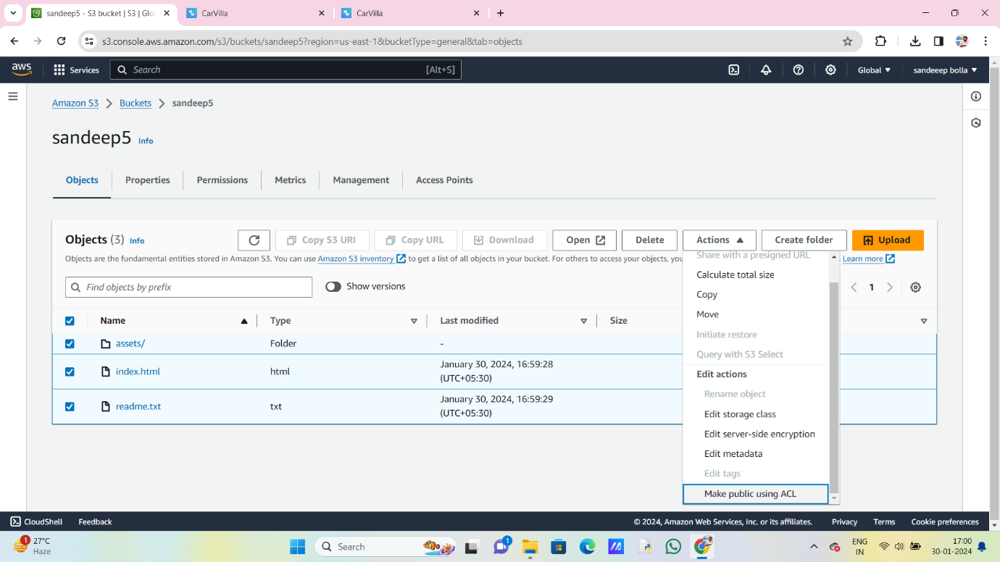 sandeep5 - S3 bucket | S3 | Glo
CarVilla
CarVilla
s3.console.aws.amazon.com/s3/buckets/sandeep5?region=us-east-1&bucketType=general&tab=objects
aws
Services
Search
[Alt+S]
Global
sandeeep bolla
Amazon S3
Buckets
sandeep5
sandeep5
Info
Objects
Properties
Permissions
Metrics
Management
Access Points
Objects (3)
Info
Copy S3 URI
Copy URL
Download
Open
Delete
Actions
Create folder
Upload
Objects are the fundamental entities stored in Amazon S3. You can use Amazon S3 inventory to get a list of all objects in your bucket. For others to access your objects, you
Learn more
Share with a presigned URL
Calculate total size
Copy
Move
Initiate restore
Query with S3 Select
Edit actions
Rename object
Edit storage class
Edit server-side encryption
Edit metadata
Edit tags
Make public using ACL
Find objects by prefix
Show versions
1
Name
Type
Last modified
Size
assets/
Folder
-
index.html
html
January 30, 2024, 16:59:28
(UTC+05:30)
readme.txt
txt
January 30, 2024, 16:59:29
(UTC+05:30)
CloudShell
Feedback
© 2024, Amazon Web Services, Inc. or its affiliates.
Privacy
Terms
Cookie preferences
1
27°C
Haze
Search
1
ENG
IN
17:00
30-01-2024